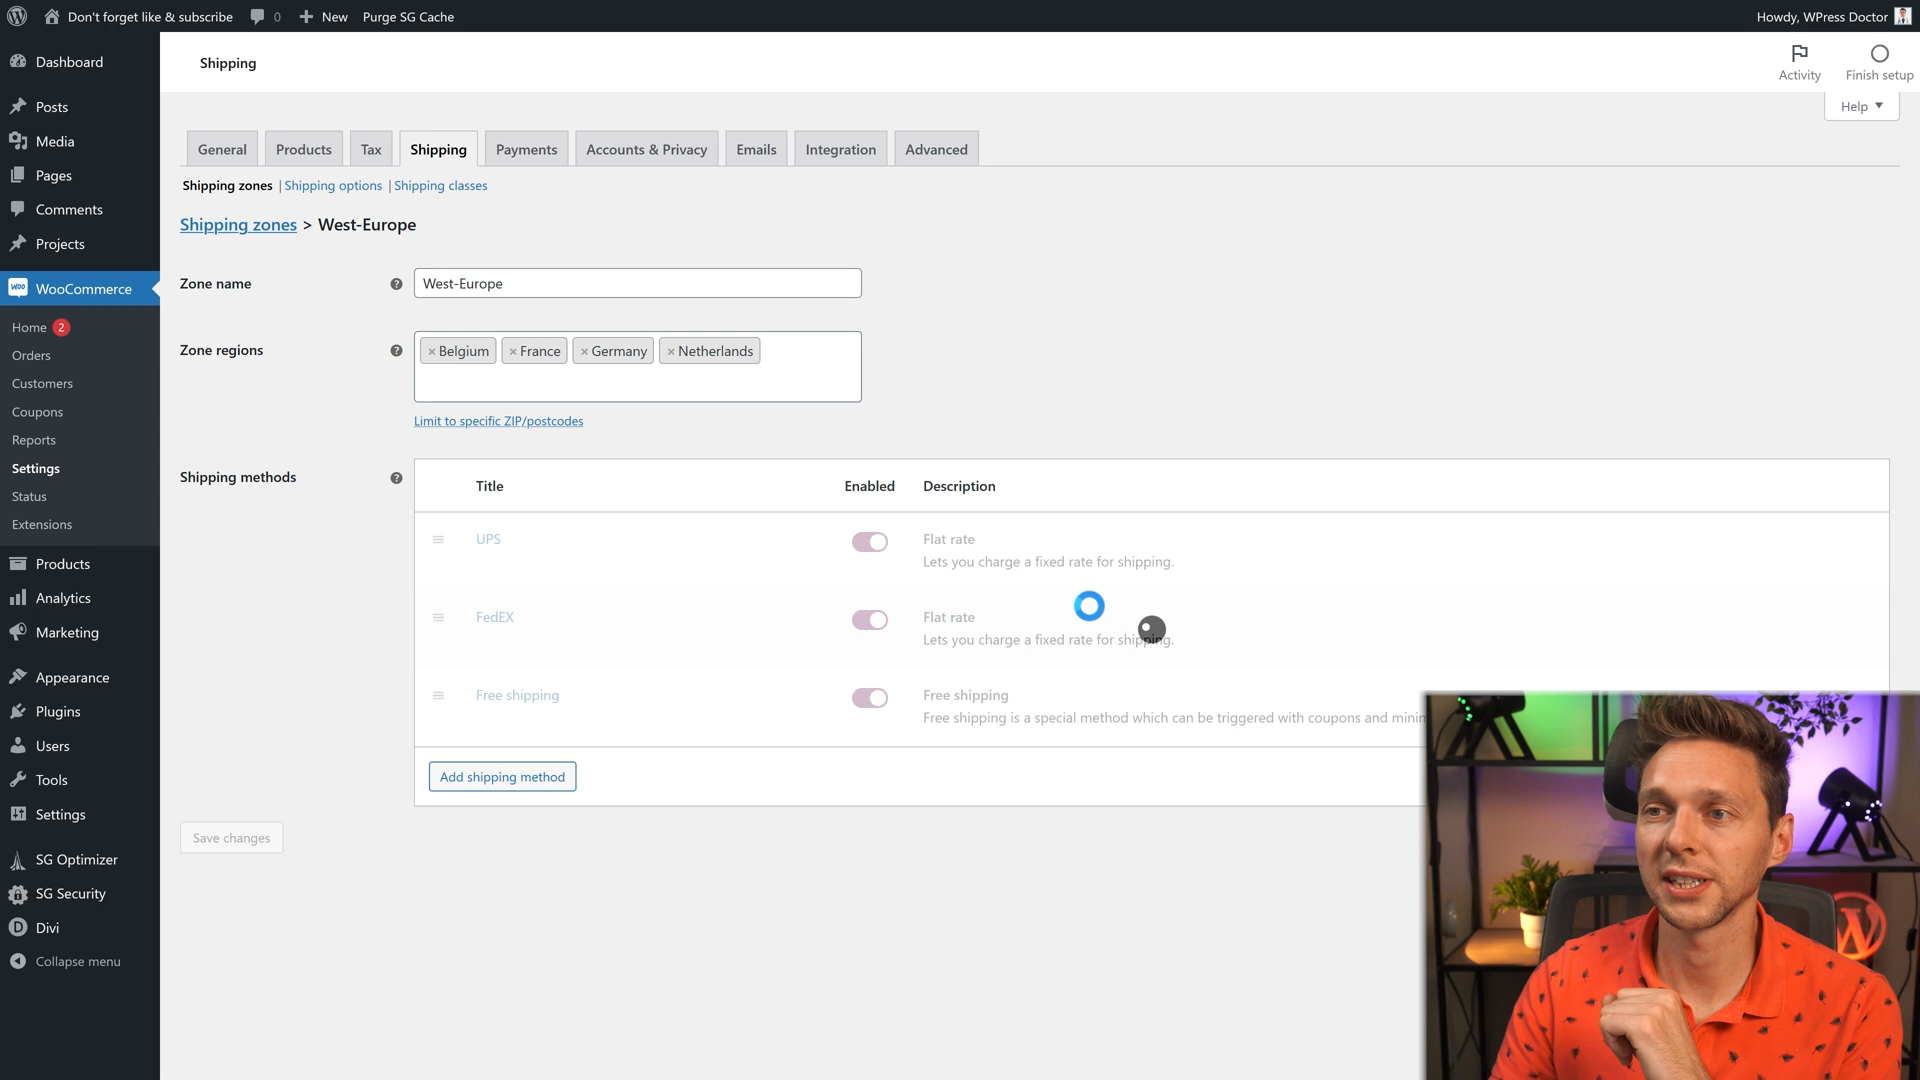 Don't forget like & subscribe 0 New Purge SG Cache Howdy, WPress Doctor
Shipping
Activity
Finish setup
Help
Dashboard
Posts
Media
Pages
Comments
Projects
WooCommerce
Home 2
Orders
Customers
Coupons
Reports
Settings
Status
Extensions
Products
Analytics
Marketing
Appearance
Plugins
Users
Tools
Settings
SG Optimizer
SG Security
Divi
Collapse menu
General Products Tax Shipping Payments Accounts & Privacy Emails Integration Advanced
Shipping zones | Shipping options | Shipping classes
Shipping zones > West-Europe
Zone name ? West-Europe
Zone regions ? × Belgium × France × Germany × Netherlands
Limit to specific ZIP/postcodes
Shipping methods ?
Title Enabled Description
UPS Flat rate
Lets you charge a fixed rate for shipping.
FedEX Flat rate
Lets you charge a fixed rate for shipping.
Free shipping Free shipping
Free shipping is a special method which can be triggered with coupons and
Add shipping method
Save changes